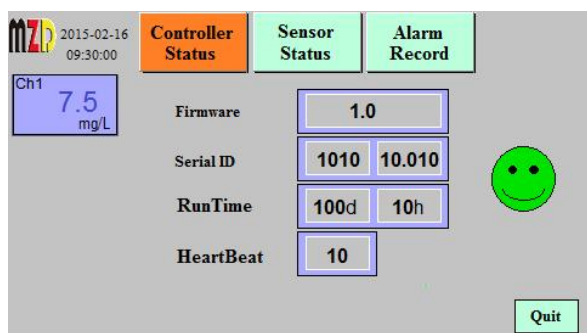 MZD 2015-02-16
09:30:00
Controller Status
Sensor Status
Alarm Record
Ch1
7.5
mg/L
Firmware 1.0
Serial ID 1010 10.010
RunTime 100d 10h
HeartBeat 10
Quit